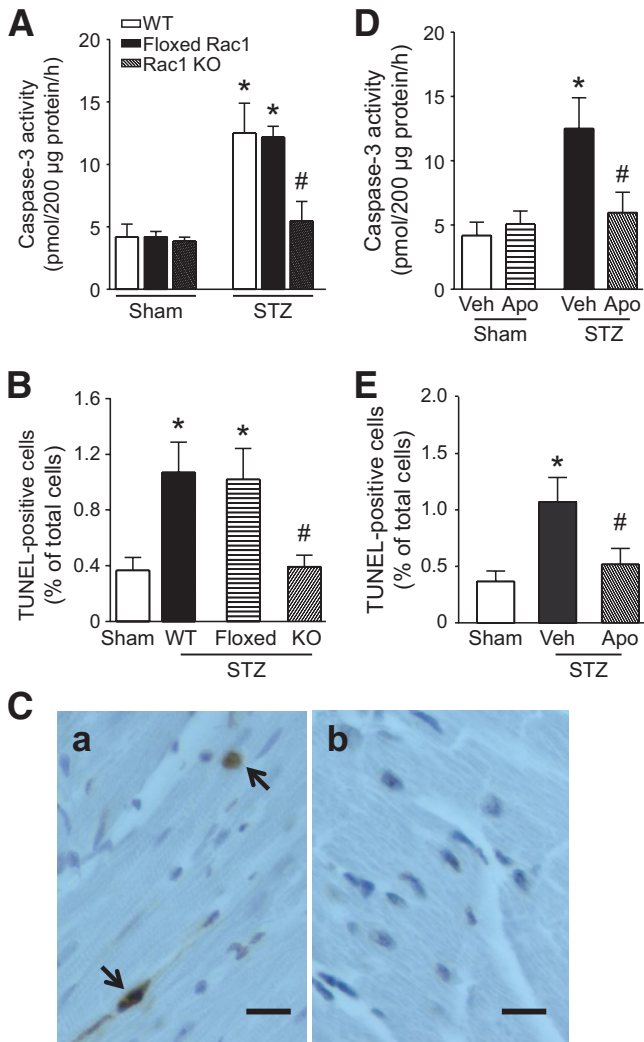 A
WT
Floxed Rac1
Rac1 KO
Caspase-3 activity
(pmol/200 µg protein/h)
20
15
10
5
0
* * #
Sham STZ
D
Caspase-3 activity
(pmol/200 µg protein/h)
20
15
10
5
0
* #
Veh Apo Veh Apo
Sham STZ
B
TUNEL-positive cells
(% of total cells)
1.6
1.2
0.8
0.4
0
* * #
Sham WT Floxed KO
STZ
E
TUNEL-positive cells
(% of total cells)
2.0
1.5
1.0
0.5
0
* #
Sham Veh Apo
STZ
C
a b